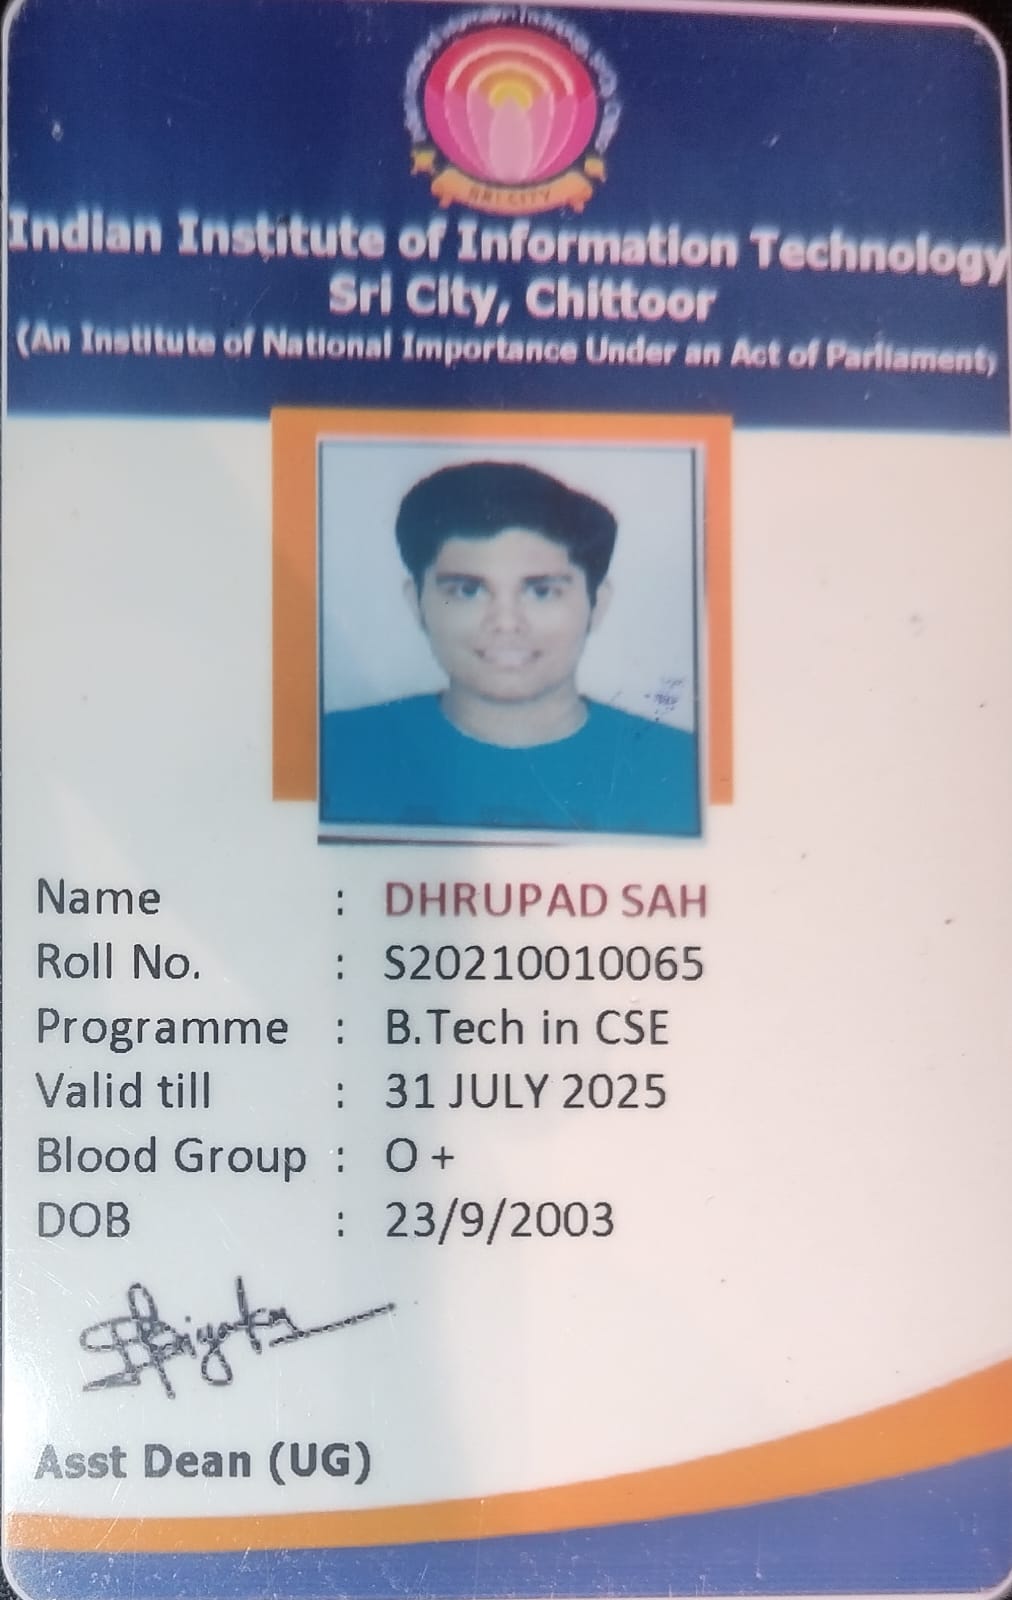 SRI CITY
Indian Institute of Information Technology
Sri City, Chittoor
(An Institute of National Importance Under an Act of Parliament)
Name : DHRUPAD SAH
Roll No. : S20210010065
Programme : B.Tech in CSE
Valid till : 31 JULY 2025
Blood Group : O +
DOB : 23/9/2003
Asst Dean (UG)